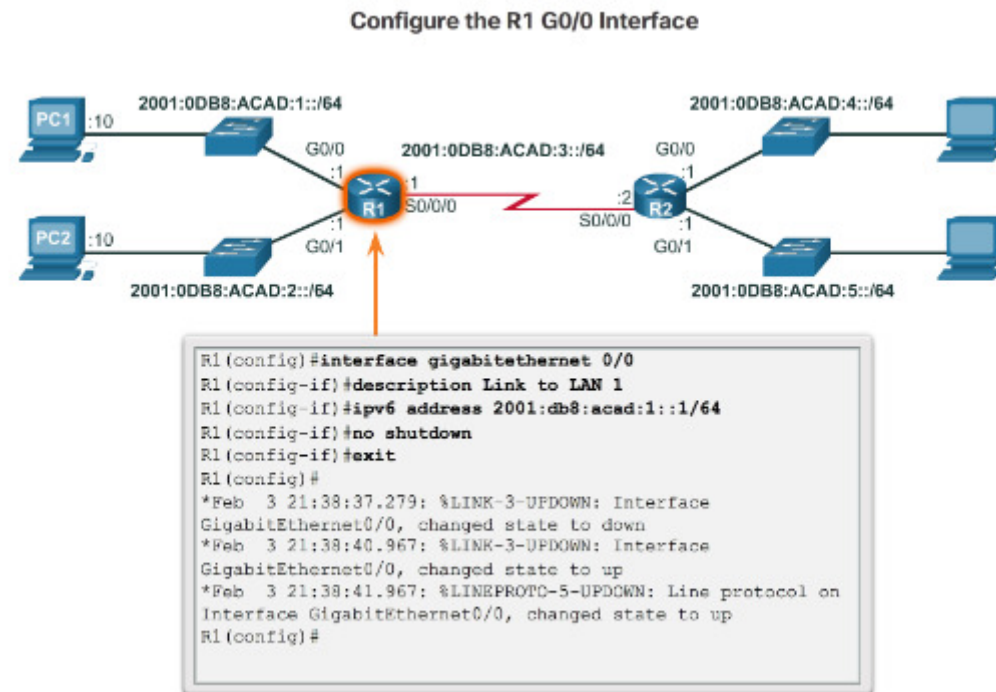 Configure the R1 G0/0 Interface
2001:0DB8:ACAD:1::/64
2001:0DB8:ACAD:4::/64
PC1
:10
G0/0
2001:0DB8:ACAD:3::/64
G0/0
:1
:1
:1
R1
S0/0/0
:2
R2
S0/0/0
PC2
:10
:1
G0/1
:1
G0/1
2001:0DB8:ACAD:2::/64
2001:0DB8:ACAD:5::/64
R1(config)#interface gigabitethernet 0/0
R1(config-if)#description Link to LAN 1
R1(config-if)#ipv6 address 2001:db8:acad:1::1/64
R1(config-if)#no shutdown
R1(config-if)#exit
R1(config)#
*Feb  3 21:38:37.279: %LINK-3-UPDOWN: Interface
GigabitEthernet0/0, changed state to down
*Feb  3 21:38:40.967: %LINK-3-UPDOWN: Interface
GigabitEthernet0/0, changed state to up
*Feb  3 21:38:41.967: %LINEPROTO-5-UPDOWN: Line protocol on
Interface GigabitEthernet0/0, changed state to up
R1(config)#